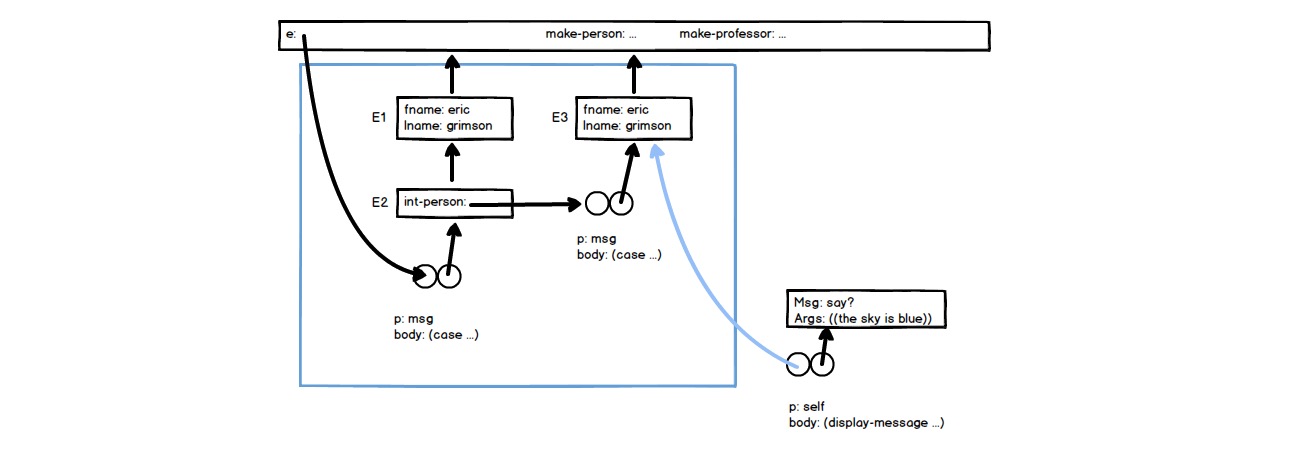 e: make-person: ... make-professor: ...
E1
fname: eric
lname: grimson
E3
fname: eric
lname: grimson
E2
int-person:
p: msg
body: (case ...)
p: msg
body: (case ...)
Msg: say?
Args: ((the sky is blue))
p: self
body: (display-message ...)